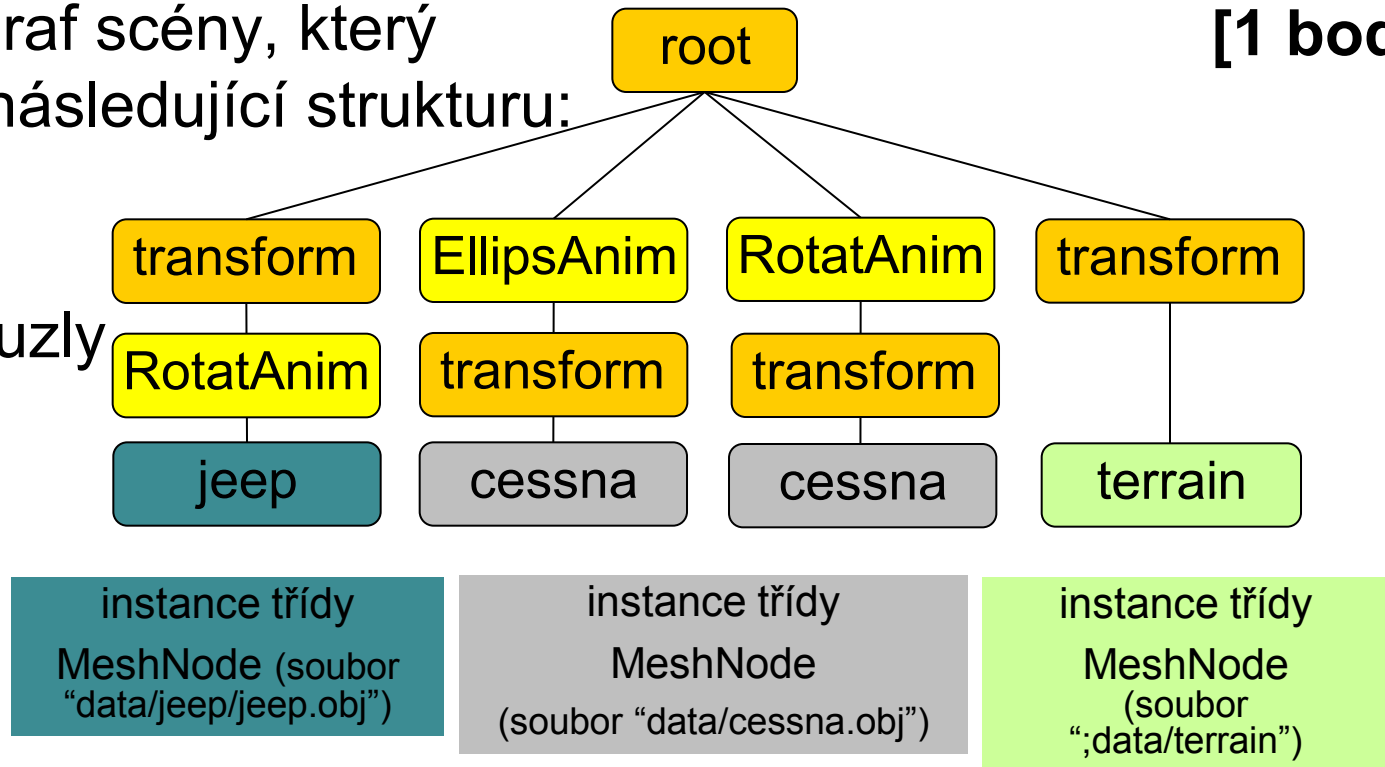 raf scény, který
následující strukturu:
[1 bod
root
transform
EllipsAnim
RotatAnim
transform
uzly
RotatAnim
transform
transform
jeep
cessna
cessna
terrain
instance třídy
MeshNode (soubor
“data/jeep/jeep.obj”)
instance třídy
MeshNode
(soubor “data/cessna.obj”)
instance třídy
MeshNode
(soubor
“;data/terrain”)